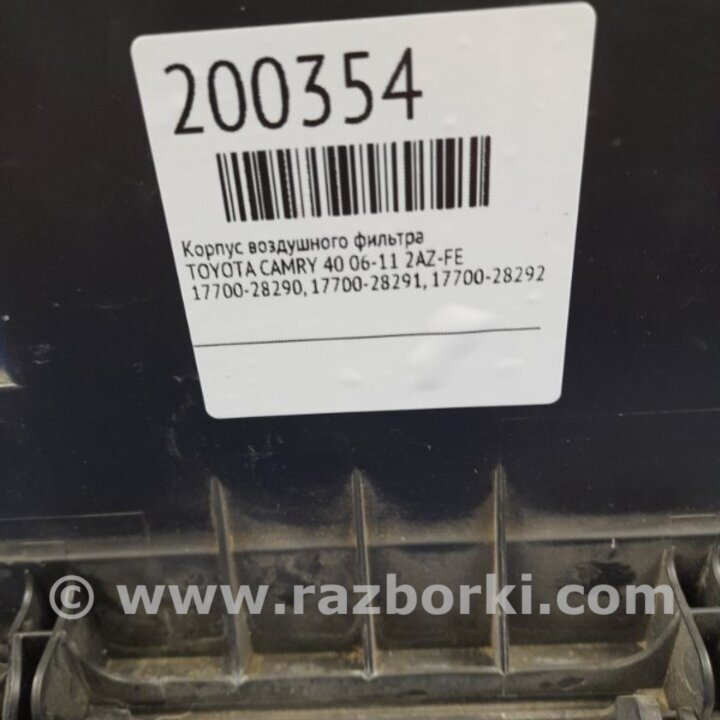 200354
Корпус воздушного фильтра
TOYOTA CAMRY 40 06-11 2AZ-FE
17700-28290, 17700-28291, 17700-28292
© www.razborki.com